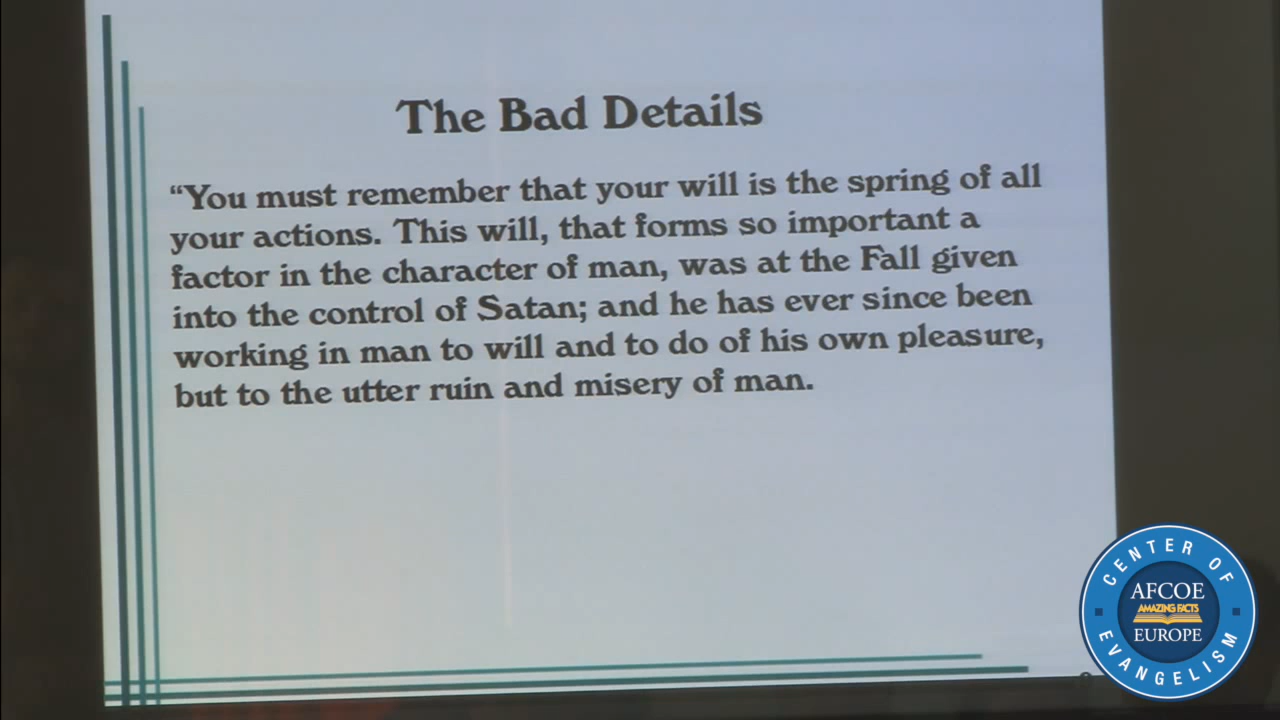 The Bad Details
“You must remember that your will is the spring of all
your actions. This will, that forms so important a
factor in the character of man, was at the Fall given
into the control of Satan; and he has ever since been
working in man to will and to do of his own pleasure,
but to the utter ruin and misery of man.
CENTER OF
AFCOE
AMAZING FACTS
EUROPE
EVANGELISM